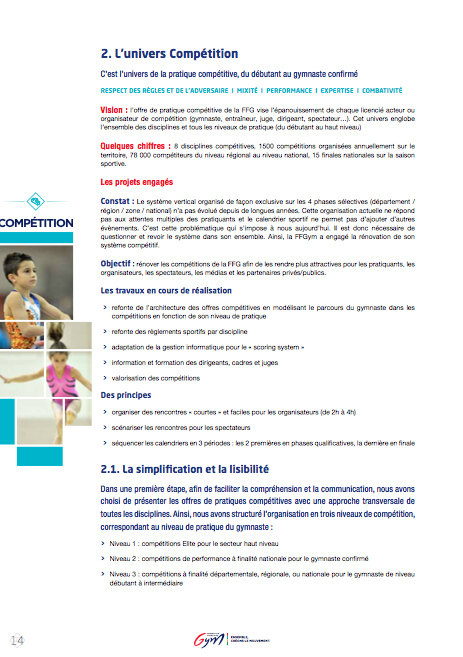 2. L'univers Compétition
C'est l'univers de la pratique compétitive, du débutant au gymnaste confirmé
RESPECT DES RÈGLES ET DE L'ADVERSAIRE I MIXITÉ I PERFORMANCE I EXPERTISE I COMBATIVITÉ
Vision : l'offre de pratique compétitive de la FFG vise l'épanouissement de chaque licencié acteur ou
organisateur de compétition (gymnaste, entraîneur, juge, dirigeant, spectateur...). Cet univers englobe
l'ensemble des disciplines et tous les niveaux de pratique (du débutant au haut niveau)
Quelques chiffres : 8 disciplines compétitives, 1500 compétitions organisées annuellement sur le
territoire, 78 000 compétiteurs du niveau régional au niveau national, 15 finales nationales sur la saison
sportive.
Les projets engagés
Constat : Le système vertical organisé de façon exclusive sur les 4 phases sélectives (département /
région / zone / national) n'a pas évolué depuis de longues années. Cette organisation actuelle ne répond
pas aux attentes multiples des pratiquants et le calendrier sportif ne permet pas d'ajouter d'autres
évènements. C'est cette problématique qui s'impose à nous aujourd'hui. Il est donc nécessaire de
questionner et revoir le système dans son ensemble. Ainsi, la FFGym a engagé la rénovation de son
système compétitif.
Objectif : rénover les compétitions de la FFG afin de les rendre plus attractives pour les pratiquants, les
organisateurs, les spectateurs, les médias et les partenaires privés/publics.
Les travaux en cours de réalisation
> refonte de l'architecture des offres compétitives en modélisant le parcours du gymnaste dans les
compétitions en fonction de son niveau de pratique
> refonte des règlements sportifs par discipline
> adaptation de la gestion informatique pour le « scoring system »
> information et formation des dirigeants, cadres et juges
> valorisation des compétitions
Des principes
> organiser des rencontres « courtes » et faciles pour les organisateurs (de 2h à 4h)
> scénariser les rencontres pour les spectateurs
> séquencer les calendriers en 3 périodes : les 2 premières en phases qualificatives, la dernière en finale
2.1. La simplification et la lisibilité
Dans une première étape, afin de faciliter la compréhension et la communication, nous avons
choisi de présenter les offres de pratiques compétitives avec une approche transversale de
toutes les disciplines. Ainsi, nous avons structuré l'organisation en trois niveaux de compétition,
correspondant au niveau de pratique du gymnaste :
> Niveau 1 : compétitions Elite pour le secteur haut niveau
> Niveau 2 : compétitions de performance à finalité nationale pour le gymnaste confirmé
> Niveau 3 : compétitions à finalité départementale, régionale, ou nationale pour le gymnaste de niveau
débutant à intermédiaire
COMPÉTITION
14
Gym